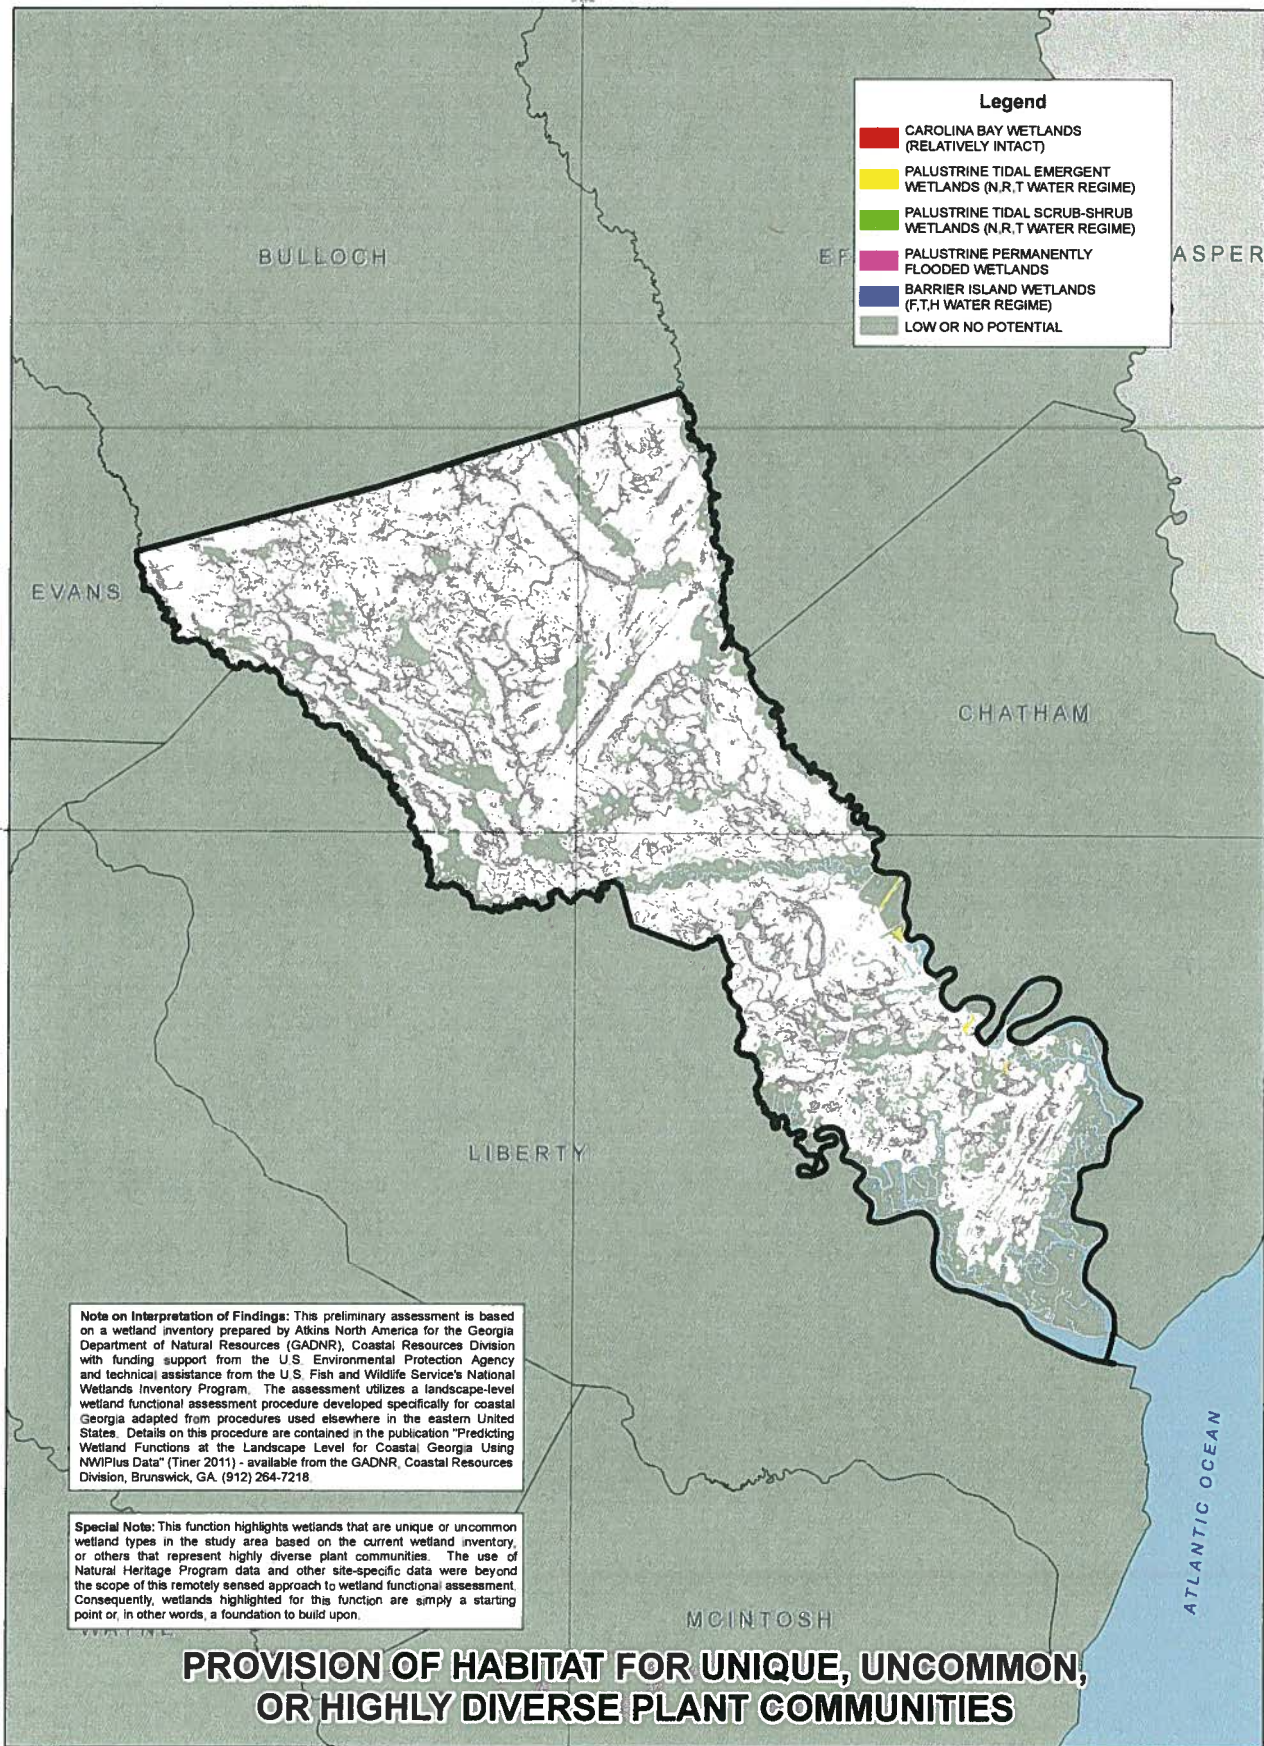 Legend
CAROLINA BAY WETLANDS
(RELATIVELY INTACT)
PALUSTRINE TIDAL EMERGENT
WETLANDS (N,R,T WATER REGIME)
PALUSTRINE TIDAL SCRUB-SHRUB
WETLANDS (N,R,T WATER REGIME)
PALUSTRINE PERMANENTLY
FLOODED WETLANDS
BARRIER ISLAND WETLANDS
(F,T,H WATER REGIME)
LOW OR NO POTENTIAL
BULLOCH
EF
ASPER
EVANS
CHATHAM
LIBERTY
Note on Interpretation of Findings: This preliminary assessment is based
on a wetland inventory prepared by Atkins North America for the Georgia
Department of Natural Resources (GADNR), Coastal Resources Division
with funding support from the U.S. Environmental Protection Agency
and technical assistance from the U.S. Fish and Wildlife Service's National
Wetlands Inventory Program. The assessment utilizes a landscape-level
wetland functional assessment procedure developed specifically for coastal
Georgia adapted from procedures used elsewhere in the eastern United
States. Details on this procedure are contained in the publication "Predicting
Wetland Functions at the Landscape Level for Coastal Georgia Using
NWIPlus Data" (Tiner 2011) - available from the GADNR, Coastal Resources
Division, Brunswick, GA. (912) 264-7218.
Special Note: This function highlights wetlands that are unique or uncommon
wetland types in the study area based on the current wetland inventory,
or others that represent highly diverse plant communities. The use of
Natural Heritage Program data and other site-specific data were beyond
the scope of this remotely sensed approach to wetland functional assessment.
Consequently, wetlands highlighted for this function are simply a starting
point or, in other words, a foundation to build upon.
ATLANTIC OCEAN
WAYNE
MCINTOSH
PROVISION OF HABITAT FOR UNIQUE, UNCOMMON,
OR HIGHLY DIVERSE PLANT COMMUNITIES